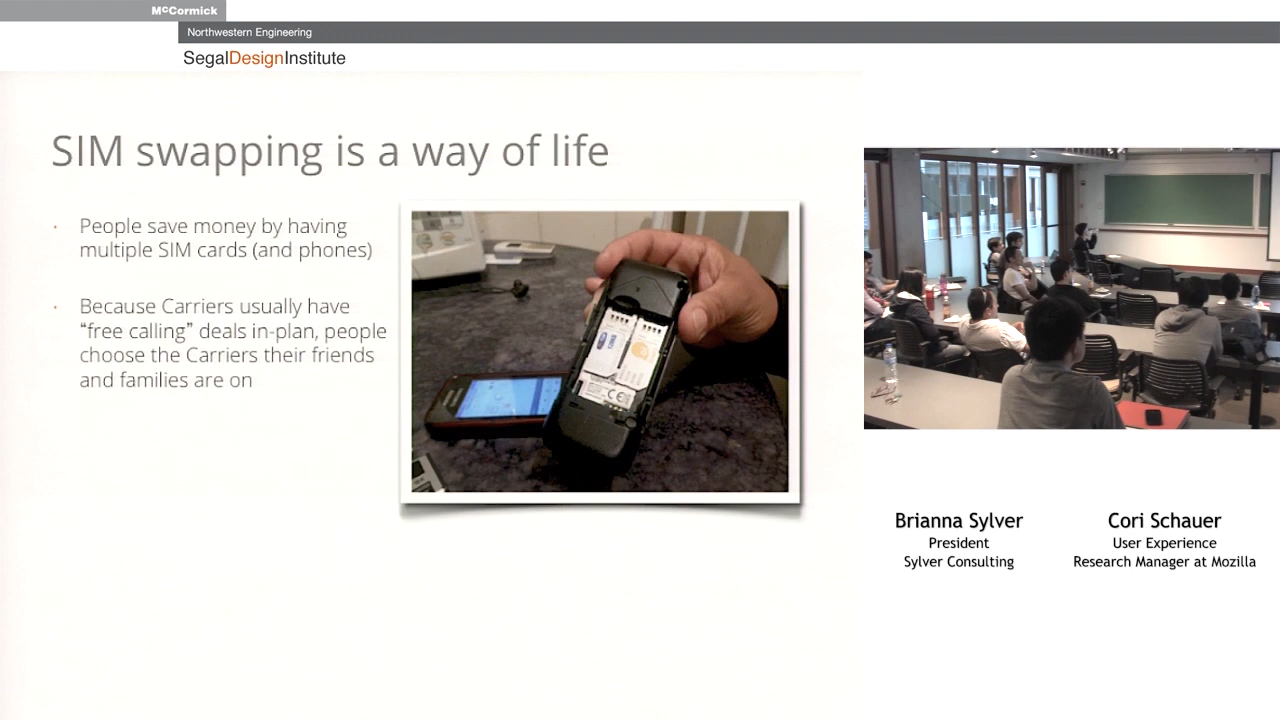 McCormick
Northwestern Engineering
SegalDesignInstitute
SIM swapping is a way of life
· People save money by having
multiple SIM cards (and phones)
· Because Carriers usually have
“free calling” deals in-plan, people
choose the Carriers their friends
and families are on
Brianna Sylver
President
Sylver Consulting
Cori Schauer
User Experience
Research Manager at Mozilla